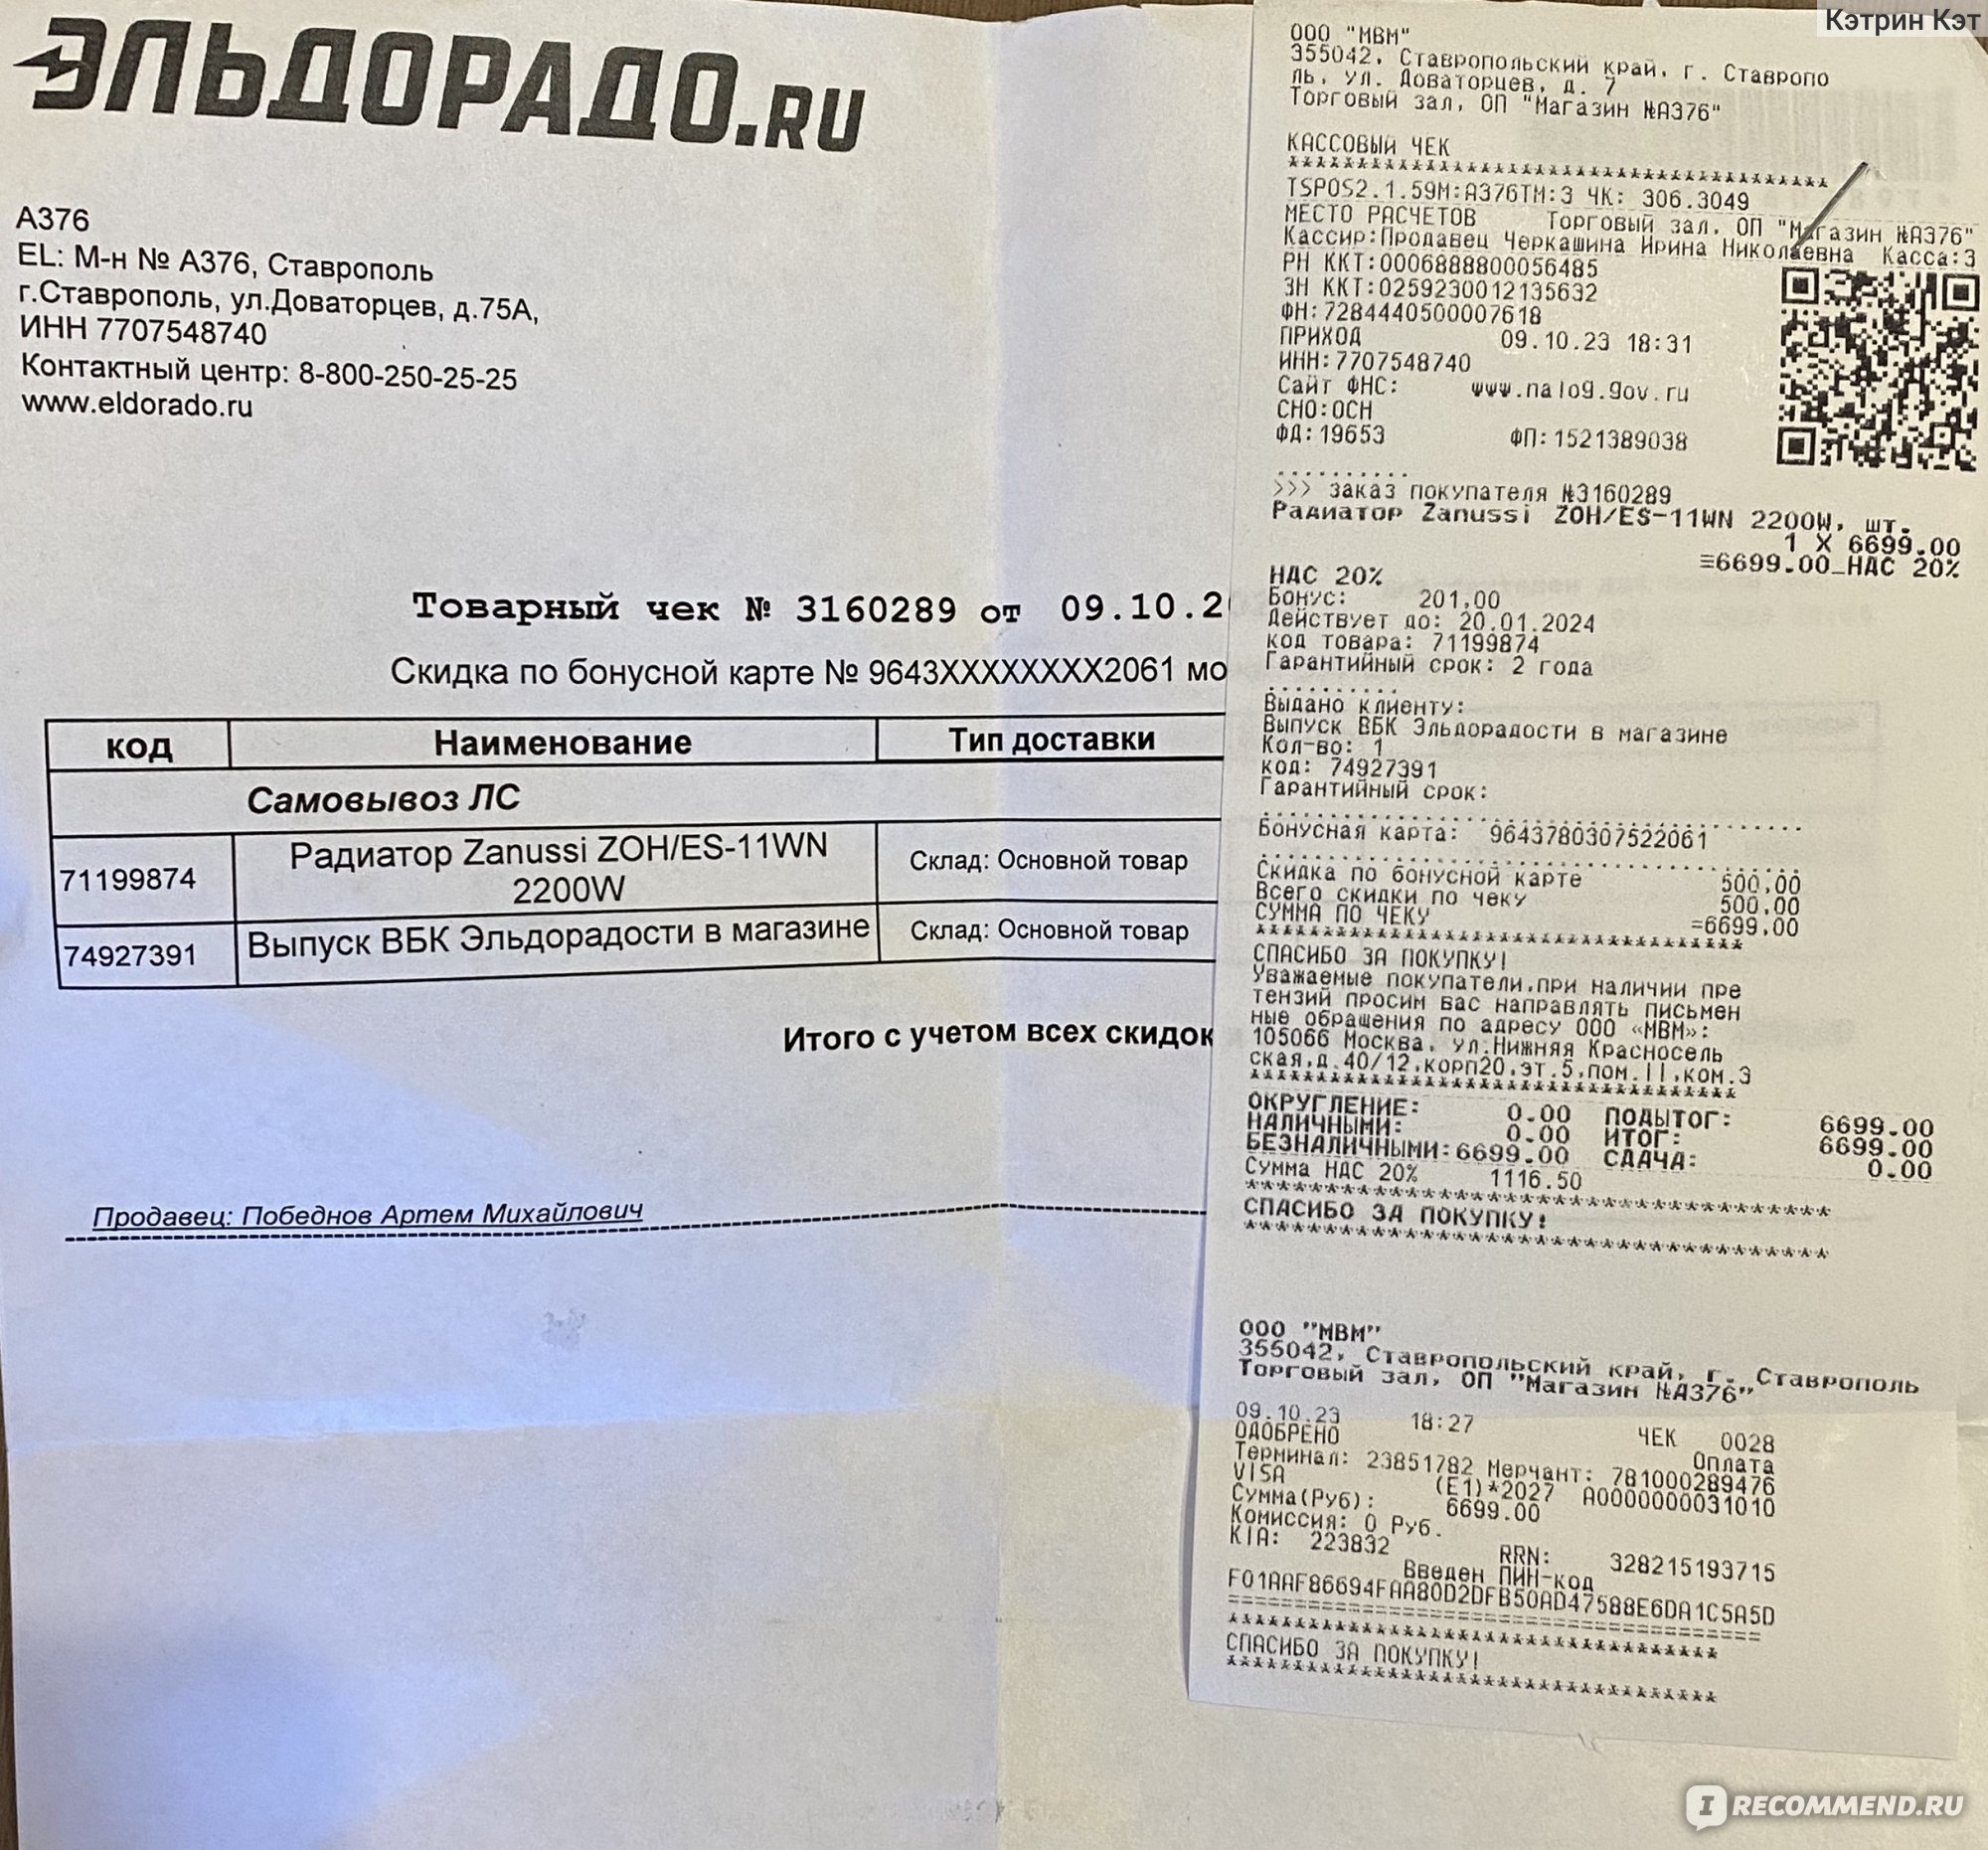 Кэтрин Кэт
ЭЛЬДОРАДО.RU
А376
EL: М-н № А376, Ставрополь
г.Ставрополь, ул.Доваторцев, д.75А,
ИНН 7707548740
Контактный центр: 8-800-250-25-25
www.eldorado.ru
Товарный чек № 3160289 от 09.10.2
Скидка по бонусной карте № 9643XXXXXXXX2061 мо
код Наименование Тип доставки
Самовывоз ЛС
71199874 Радиатор Zanussi ZOH/ES-11WN Склад: Основной товар
2200W
74927391 Выпуск ВБК Эльдорадости в магазине Склад: Основной товар
Итого с учетом всех скидок
Продавец: Победнов Артем Михайлович
ООО "МВМ"
355042, Ставропольский край, г. Ставропо
ль, ул. Доваторцев, д. 7
Торговый зал, ОП "Магазин №А376"
КАССОВЫЙ ЧЕК
****************************************
TSPOS2.1.59M:A376TM:3 ЧК: 306.3049
МЕСТО РАСЧЕТОВ Торговый зал, ОП "Магазин №А376"
Кассир:Продавец Черкашина Ирина Николаевна Касса:3
РН ККТ:0006888800056485
ЗН ККТ:0259230012135632
ФН:7284440500007618
ПРИХОД 09.10.23 18:31
ИНН:7707548740
Сайт ФНС: www.nalog.gov.ru
СНО:ОСН
ФД:19653 ФП:1521389038
..........
>>> заказ покупателя №3160289
Радиатор Zanussi ZOH/ES-11WN 2200W, шт.
1 X 6699.00
≡6699.00_НДС 20%
НДС 20%
Бонус: 201,00
Действует до: 20.01.2024
код товара: 71199874
Гарантийный срок: 2 года
..........
Выдано клиенту:
Выпуск ВБК Эльдорадости в магазине
Кол-во: 1
код: 74927391
Гарантийный срок:
........................................
Бонусная карта: 9643780307522061
........................................
Скидка по бонусной карте 500,00
Всего скидки по чеку 500,00
СУММА ПО ЧЕКУ =6699,00
************************************
СПАСИБО ЗА ПОКУПКУ!
Уважаемые покупатели,при наличии пре
тензий просим вас направлять письмен
ные обращения по адресу ООО «МВМ»:
105066 Москва, ул.Нижняя Красносель
ская,д.40/12,корп20,эт.5,пом.II,ком.3
************************************
ОКРУГЛЕНИЕ: 0.00 ПОДЫТОГ: 6699.00
НАЛИЧНЫМИ: 0.00 ИТОГ: 6699.00
БЕЗНАЛИЧНЫМИ:6699.00 СДАЧА: 0.00
Сумма НДС 20% 1116.50
****************************************
СПАСИБО ЗА ПОКУПКУ!
****************************************
ООО "МВМ"
355042, Ставропольский край, г. Ставрополь
Торговый зал, ОП "Магазин №А376"
09.10.23 18:27 ЧЕК 0028
ОДОБРЕНО Оплата
Терминал: 23851782 Мерчант: 781000289476
VISA (E1)*2027 A0000000031010
Сумма(Руб): 6699.00
Комиссия: 0 Руб.
КIA: 223832 RRN: 328215193715
Введен ПИН-код
F01AAF86694FAA80D2DFB50AD47588E6DA1C5A5D
========================================
************************************
СПАСИБО ЗА ПОКУПКУ!
************************************
IRECOMMEND.RU